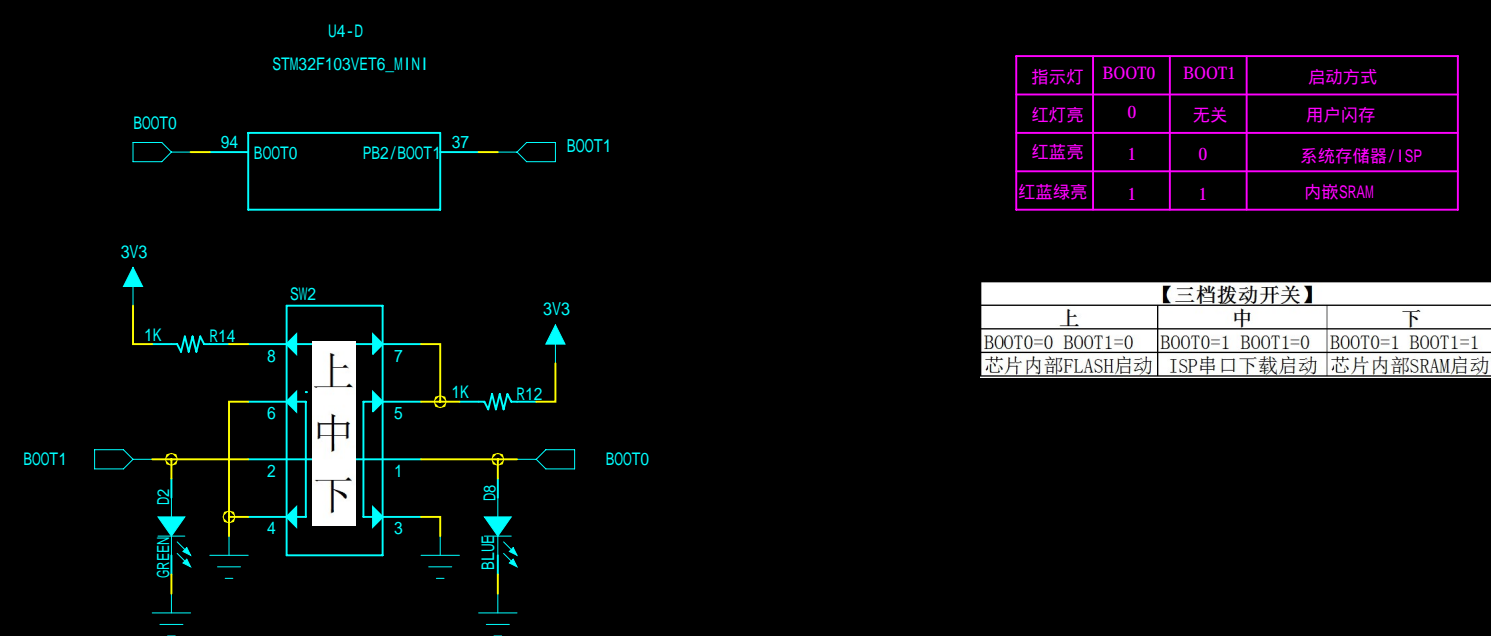 U4-D
STM32F103VET6_MINI
BOOT0
94
BOOT0
PB2/BOOT1
37
BOOT1
指示灯 BOOT0 BOOT1 启动方式
红灯亮 0 无关 用户闪存
红蓝亮 1 0 系统存储器/ISP
红蓝绿亮 1 1 内嵌SRAM
3V3
SW2
3V3
1K
R14
8
7
上
6
5
1K
R12
中
BOOT1
2
1
BOOT0
下
D2
GREEN
4
3
D8
BLUE
【三档拨动开关】
上 中 下
BOOT0=0 BOOT1=0 BOOT0=1 BOOT1=0 BOOT0=1 BOOT1=1
芯片内部FLASH启动 ISP串口下载启动 芯片内部SRAM启动